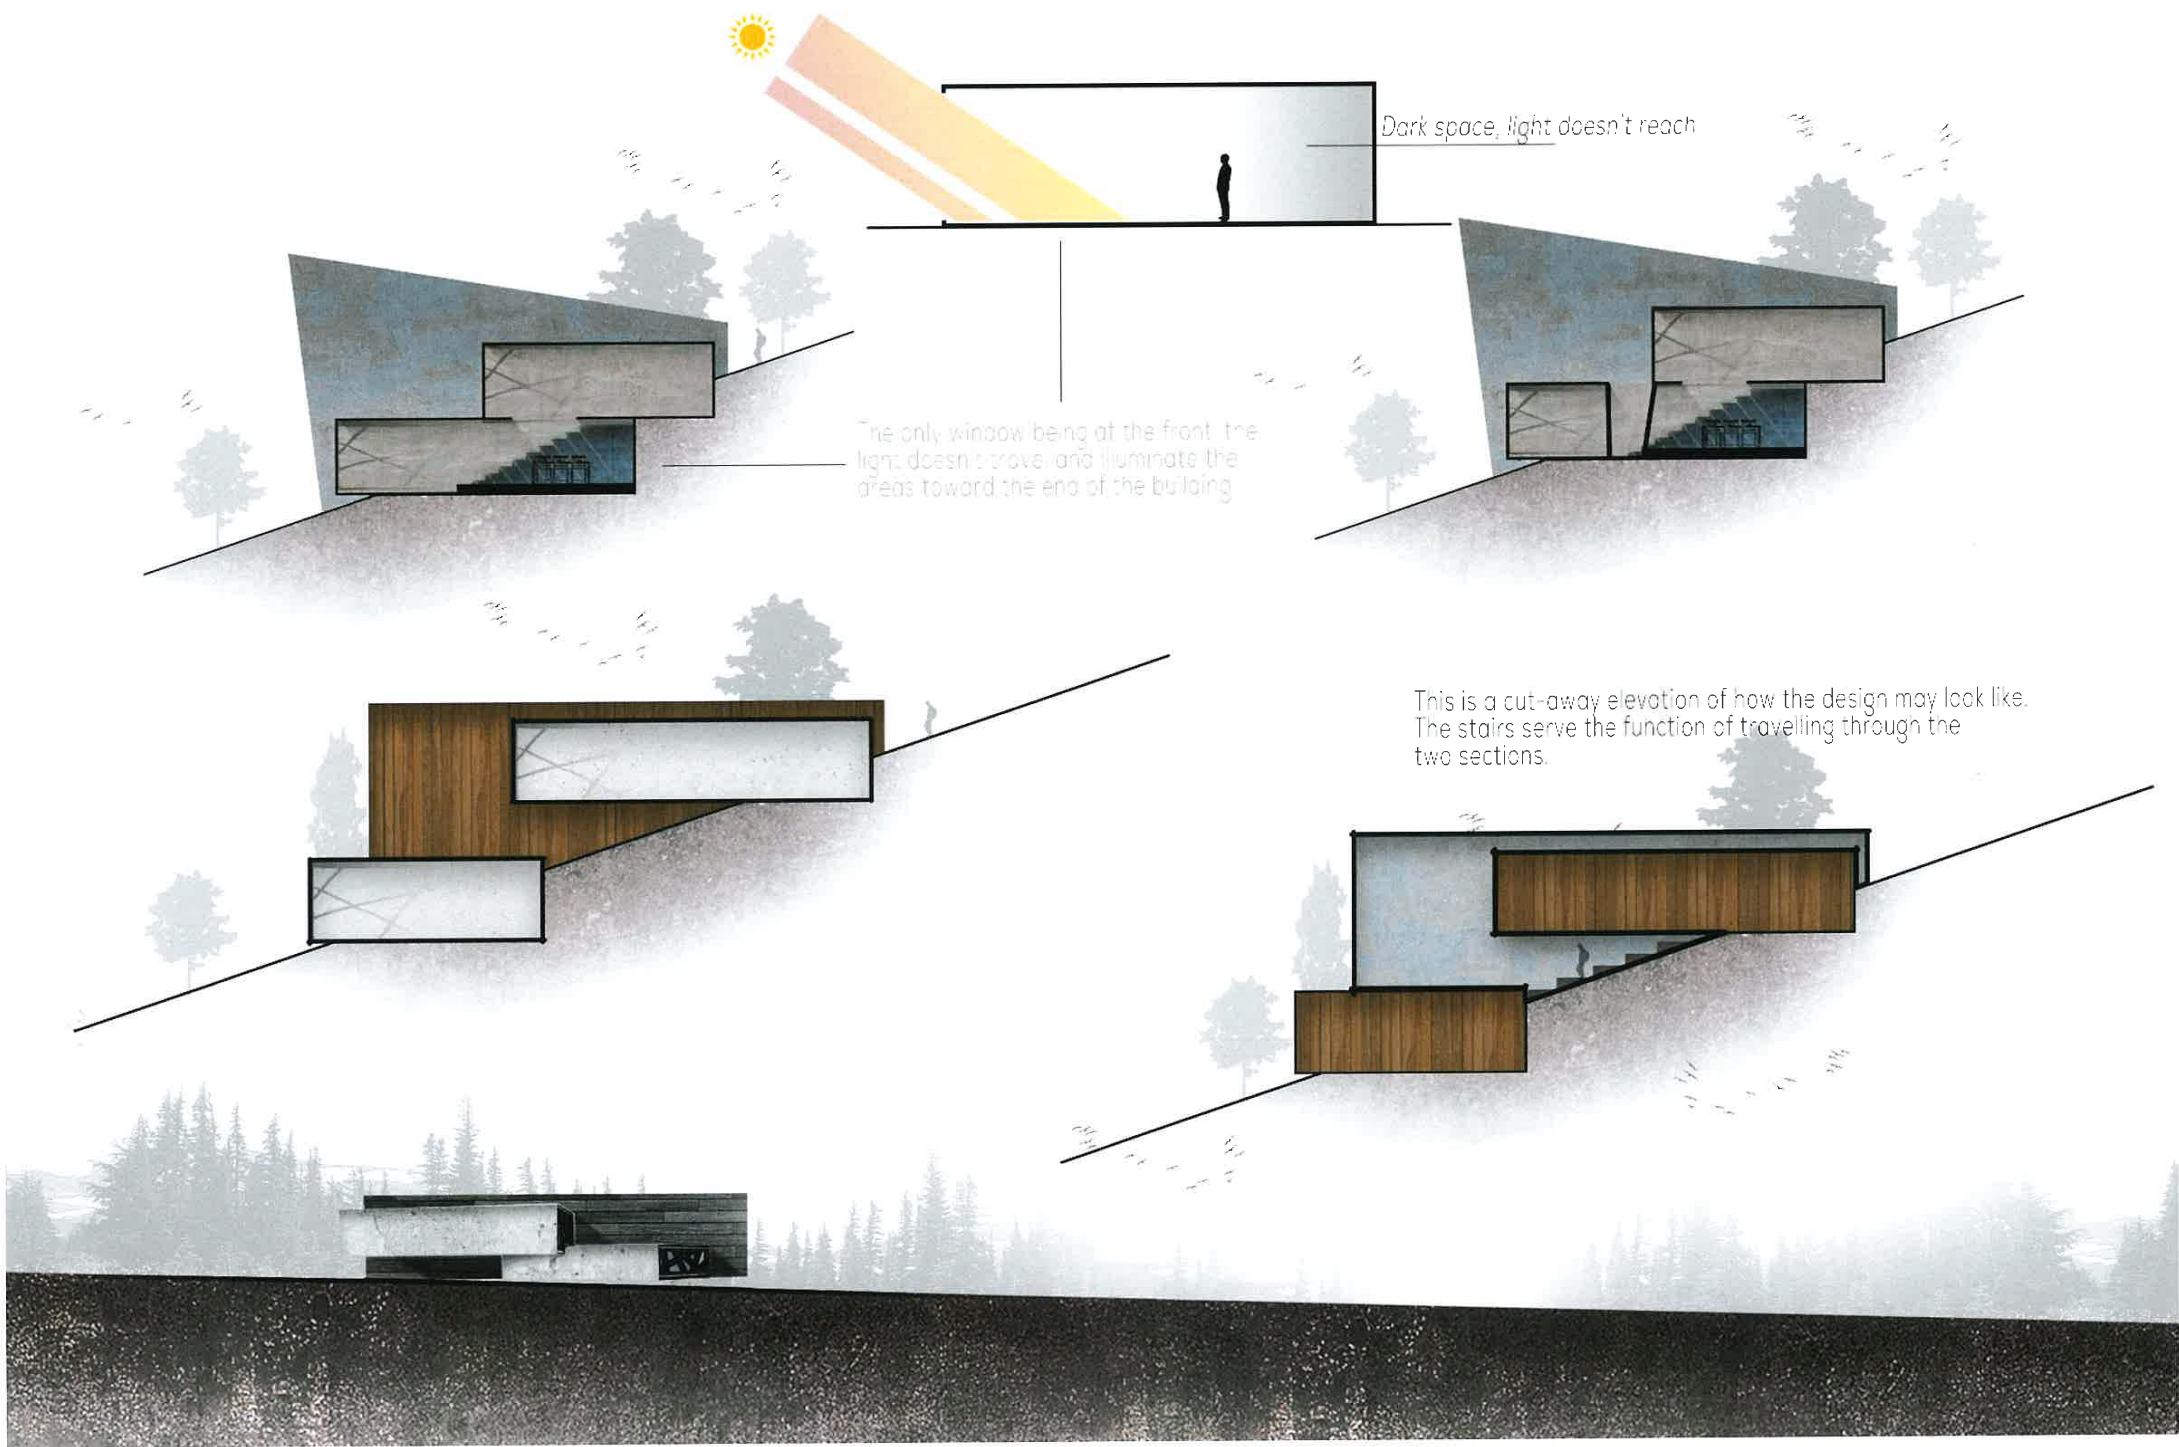 Dark space, light doesn't reach
The only window being at the front the
light doesn't travel and illuminate the
areas toward the end of the building
This is a cut-away elevation of how the design may look like.
The stairs serve the function of travelling through the
two sections.